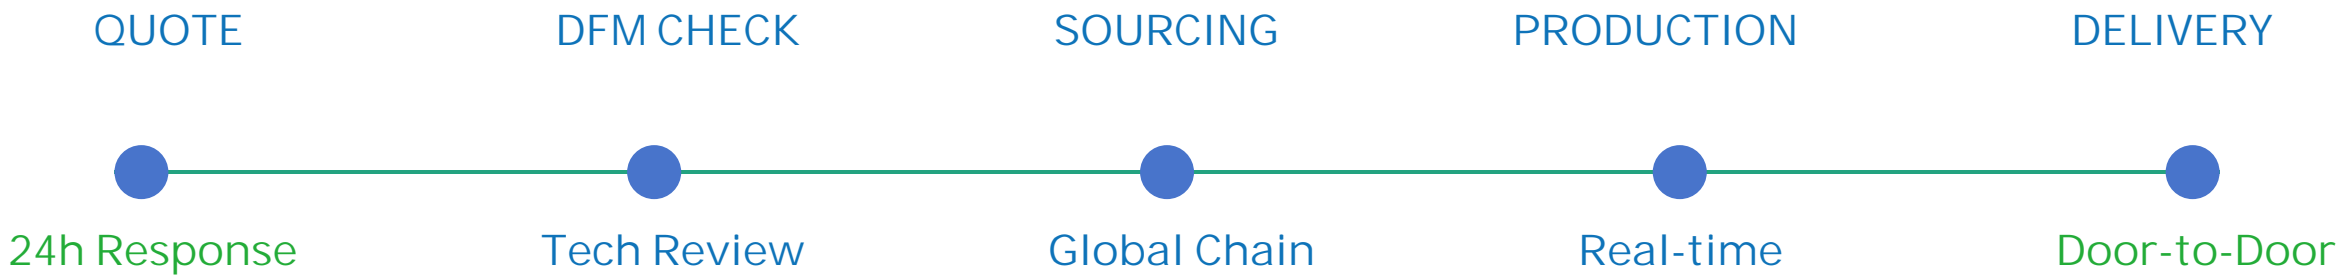 QUOTE DFM CHECK SOURCING PRODUCTION DELIVERY
24h Response Tech Review Global Chain Real-time Door-to-Door